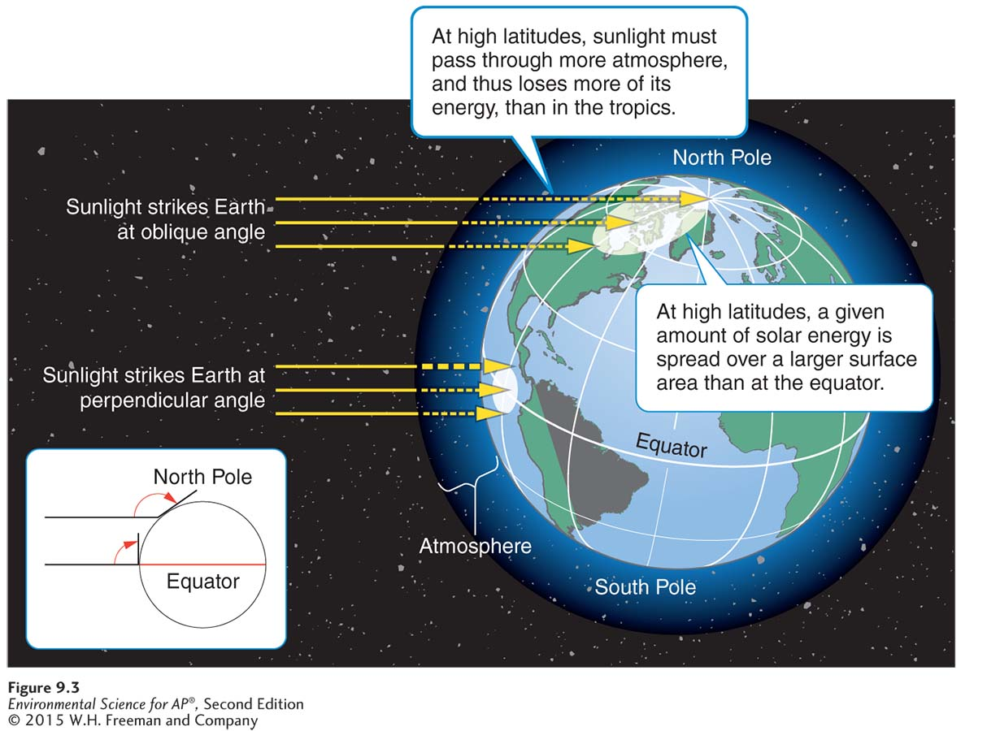 At high latitudes, sunlight must
pass through more atmosphere,
and thus loses more of its
energy, than in the tropics.
North Pole
Sunlight strikes Earth
at oblique angle
At high latitudes, a given
amount of solar energy is
spread over a larger surface
area than at the equator.
Sunlight strikes Earth at
perpendicular angle
Equator
North Pole
Equator
Atmosphere
South Pole
Figure 9.3
Environmental Science for AP®, Second Edition
© 2015 W.H. Freeman and Company